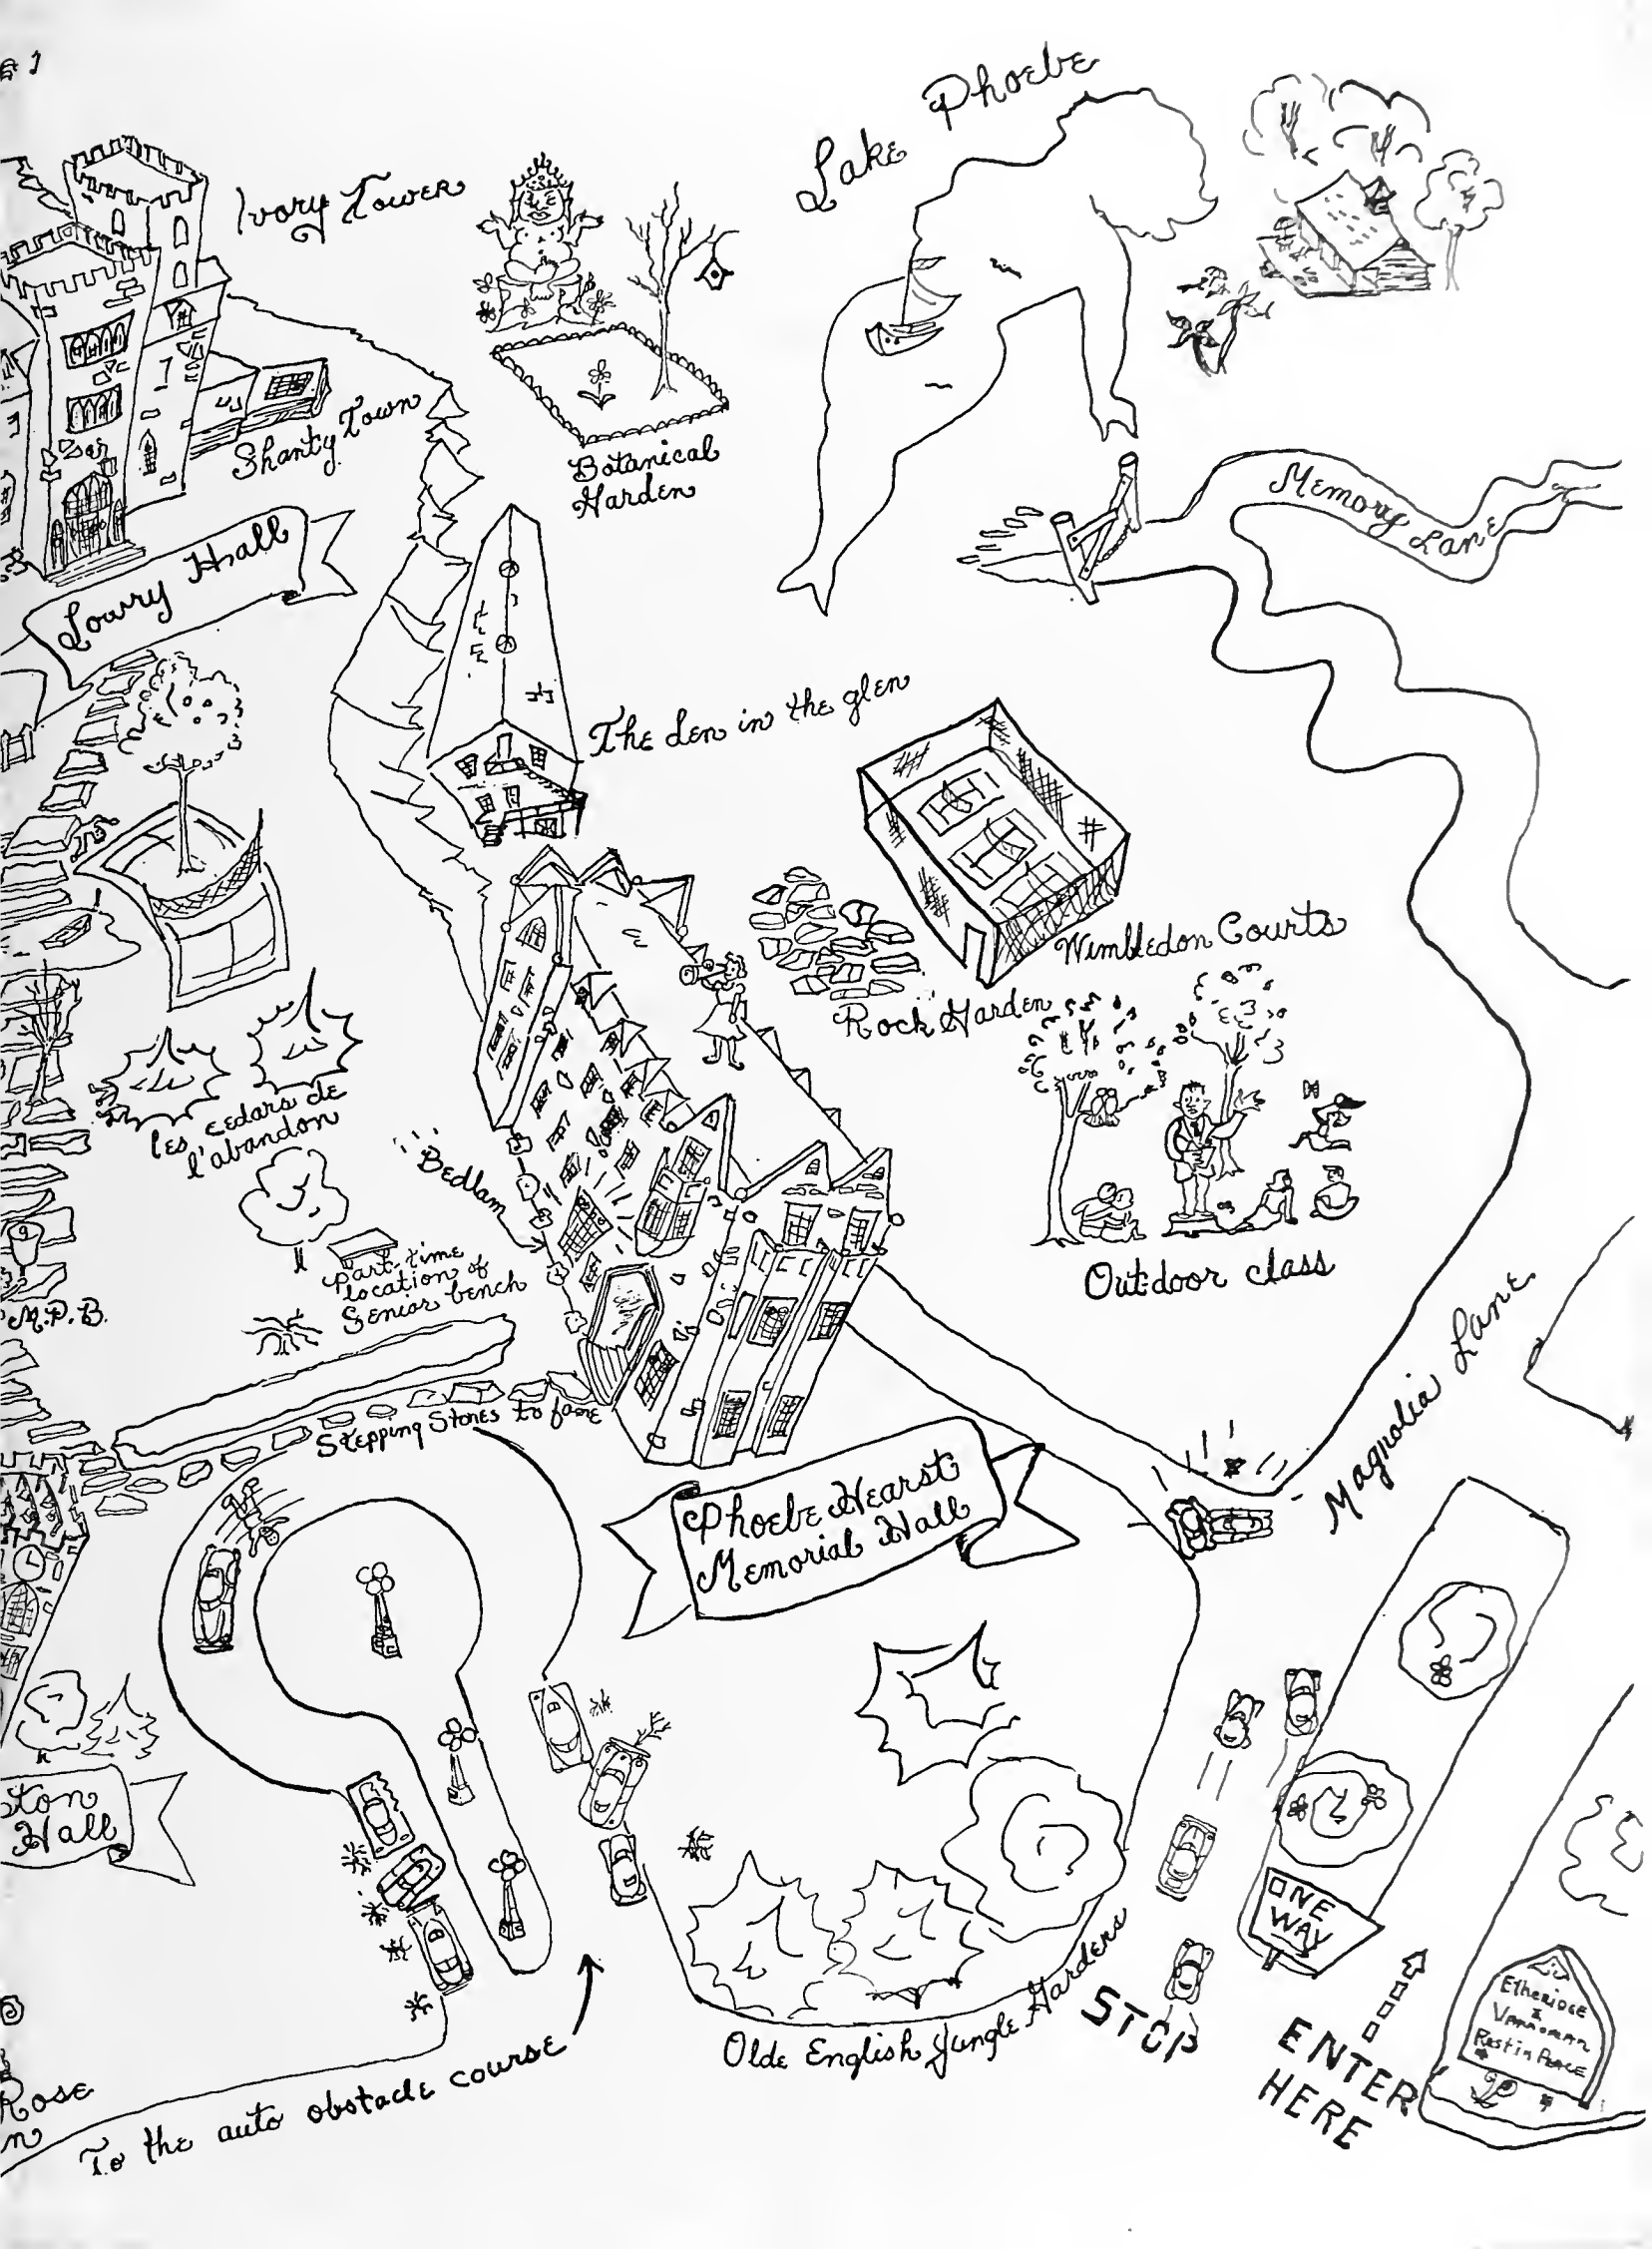 Lake Phoebe
Ivory Tower
Shanty Town
Botanical
Garden
Lowry Hall
Memory Lane
The den in the glen
Wimbledon Courts
Rock Garden
les cedars de
l'abandon
Bedlam
Part-time
location of
Senior bench
Outdoor class
M.P.B.
Stepping Stones to fame
Magnolia Lane
Phoebe Hearst
Memorial Hall
ton
Hall
ONE
WAY
Olde English Jungle Gardens
STOP
ENTER
HERE
Etheridge
&
Vannorman
Rest in Peace
Rose
To the auto obstacle course